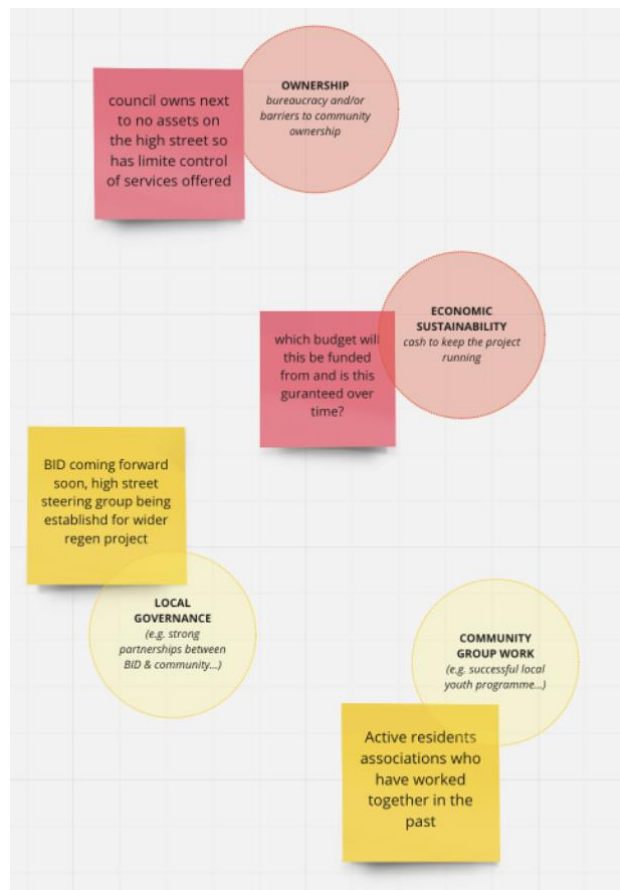 OWNERSHIP
bureaucracy and/or
barriers to community
ownership
council owns next
to no assets on
the high street so
has limite control
of services offered
ECONOMIC
SUSTAINABILITY
cash to keep the project
running
which budget will
this be funded
from and is this
guranteed over
time?
BID coming forward
soon, high street
steering group being
establishd for wider
regen project
LOCAL
GOVERNANCE
(e.g. strong
partnerships between
BID & community...)
COMMUNITY
GROUP WORK
(e.g. successful local
youth programme...)
Active residents
associations who
have worked
together in the
past